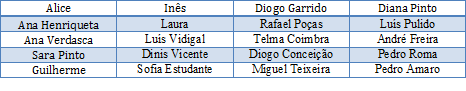 Alice Inês Diogo Garrido Diana Pinto
Ana Henriqueta Laura Rafael Poças Luis Pulido
Ana Verdasca Luis Vidigal Telma Coimbra André Freira
Sara Pinto Dinis Vicente Diogo Conceição Pedro Roma
Guilherme Sofia Estudante Miguel Teixeira Pedro Amaro